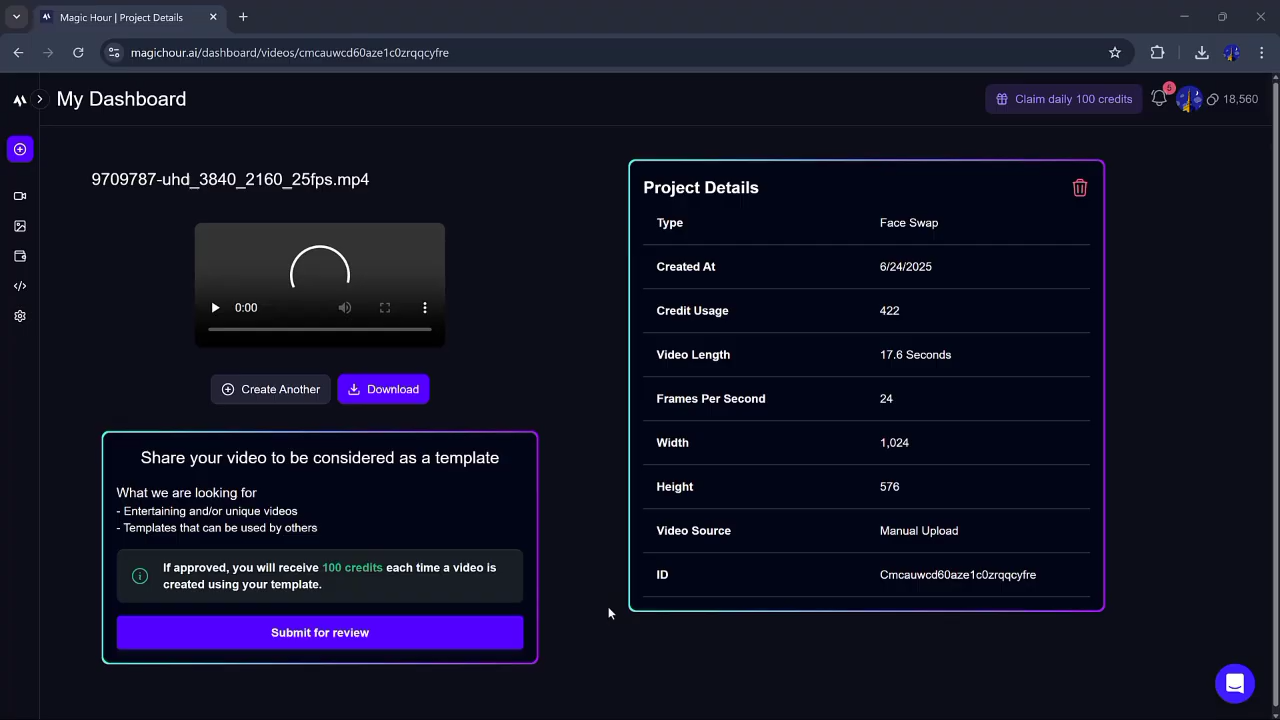 Magic Hour | Project Details
magichour.ai/dashboard/videos/cmcauwcd60aze1c0zrqqcyfre
My Dashboard
Claim daily 100 credits
5
18,560
9709787-uhd_3840_2160_25fps.mp4
0:00
Create Another
Download
Share your video to be considered as a template
What we are looking for
- Entertaining and/or unique videos
- Templates that can be used by others
If approved, you will receive 100 credits each time a video is
created using your template.
Submit for review
Project Details
Type Face Swap
Created At 6/24/2025
Credit Usage 422
Video Length 17.6 Seconds
Frames Per Second 24
Width 1,024
Height 576
Video Source Manual Upload
ID Cmcauwcd60aze1c0zrqqcyfre